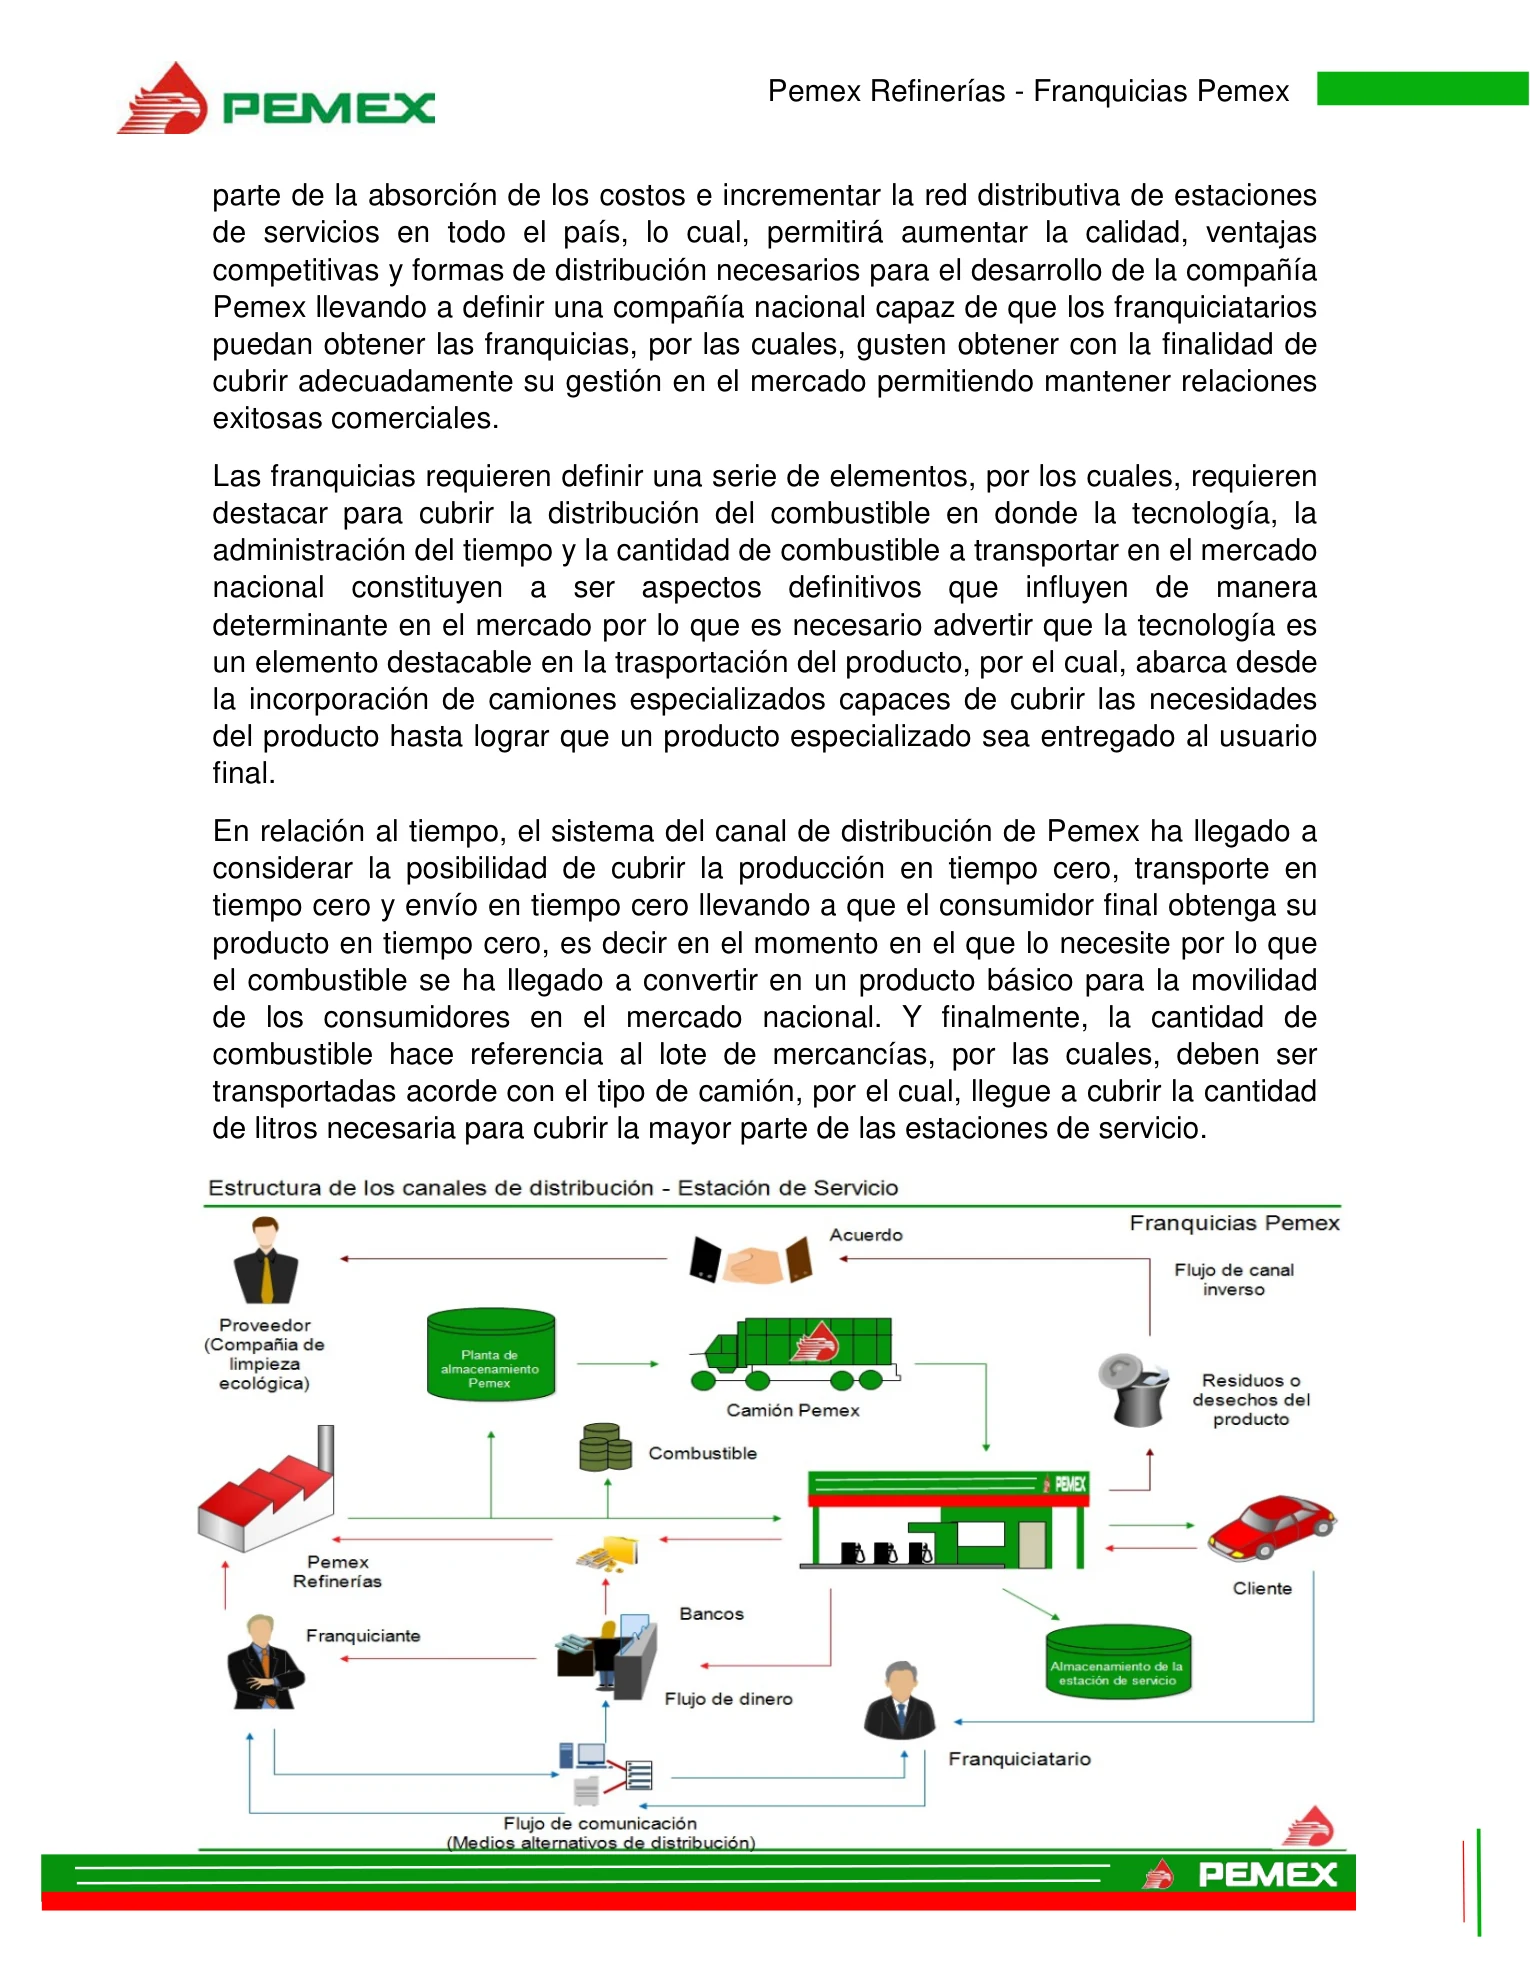 PEMEX
Pemex Refinerías - Franquicias Pemex
parte de la absorción de los costos e incrementar la red distributiva de estaciones
de servicios en todo el país, lo cual, permitirá aumentar la calidad, ventajas
competitivas y formas de distribución necesarios para el desarrollo de la compañía
Pemex llevando a definir una compañía nacional capaz de que los franquiciatarios
puedan obtener las franquicias, por las cuales, gusten obtener con la finalidad de
cubrir adecuadamente su gestión en el mercado permitiendo mantener relaciones
exitosas comerciales.
Las franquicias requieren definir una serie de elementos, por los cuales, requieren
destacar para cubrir la distribución del combustible en donde la tecnología, la
administración del tiempo y la cantidad de combustible a transportar en el mercado
nacional constituyen a ser aspectos definitivos que influyen de manera
determinante en el mercado por lo que es necesario advertir que la tecnología es
un elemento destacable en la trasportación del producto, por el cual, abarca desde
la incorporación de camiones especializados capaces de cubrir las necesidades
del producto hasta lograr que un producto especializado sea entregado al usuario
final.
En relación al tiempo, el sistema del canal de distribución de Pemex ha llegado a
considerar la posibilidad de cubrir la producción en tiempo cero, transporte en
tiempo cero y envío en tiempo cero llevando a que el consumidor final obtenga su
producto en tiempo cero, es decir en el momento en el que lo necesite por lo que
el combustible se ha llegado a convertir en un producto básico para la movilidad
de los consumidores en el mercado nacional. Y finalmente, la cantidad de
combustible hace referencia al lote de mercancías, por las cuales, deben ser
transportadas acorde con el tipo de camión, por el cual, llegue a cubrir la cantidad
de litros necesaria para cubrir la mayor parte de las estaciones de servicio.
Estructura de los canales de distribución - Estación de Servicio
Franquicias Pemex
Acuerdo
Flujo de canal
inverso
Proveedor
(Compañia de
limpieza
ecológica)
Planta de
almacenamiento
Pemex
Camión Pemex
Residuos o
desechos del
producto
Combustible
PEMEX
Pemex
Refinerías
Cliente
Bancos
Franquiciante
Almacenamiento de la
estación de servicio
Flujo de dinero
Franquiciatario
Flujo de comunicación
(Medios alternativos de distribución)
PEMEX